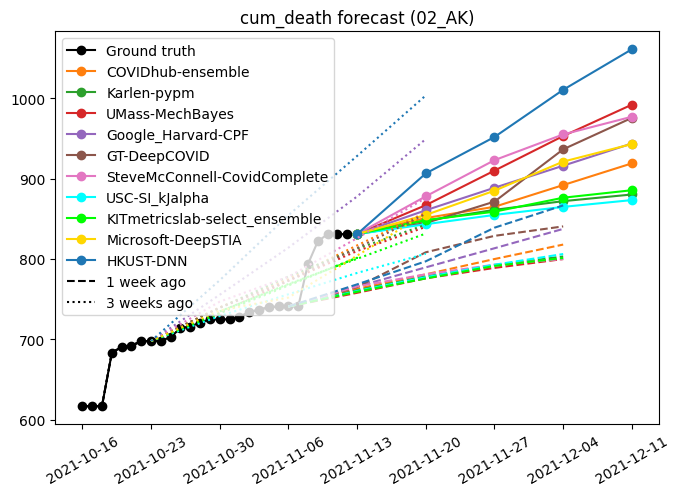 cum_death forecast (02_AK)
Ground truth
COVIDhub-ensemble
Karlen-pypm
UMass-MechBayes
Google_Harvard-CPF
GT-DeepCOVID
SteveMcConnell-CovidComplete
USC-SI_kJalpha
KITmetricslab-select_ensemble
Microsoft-DeepSTIA
HKUST-DNN
1 week ago
3 weeks ago
1000
900
800
700
600
2021-10-16
2021-10-23
2021-10-30
2021-11-06
2021-11-13
2021-11-20
2021-11-27
2021-12-04
2021-12-11